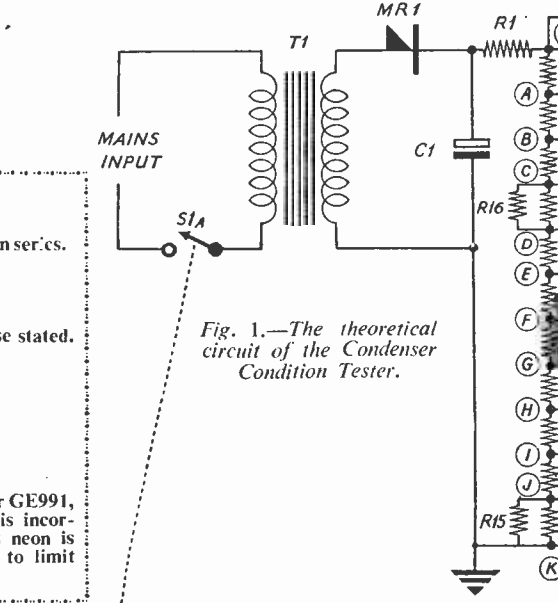 MR1
T1
R1
A
MAINS
INPUT
B
C1
C
S1A
R16
n series.
D
E
Fig. 1.—The theoretical
circuit of the Condenser
Condition Tester.
F
se stated.
G
H
I
J
r GE991,
is incor-
neon is
to limit
R15
K